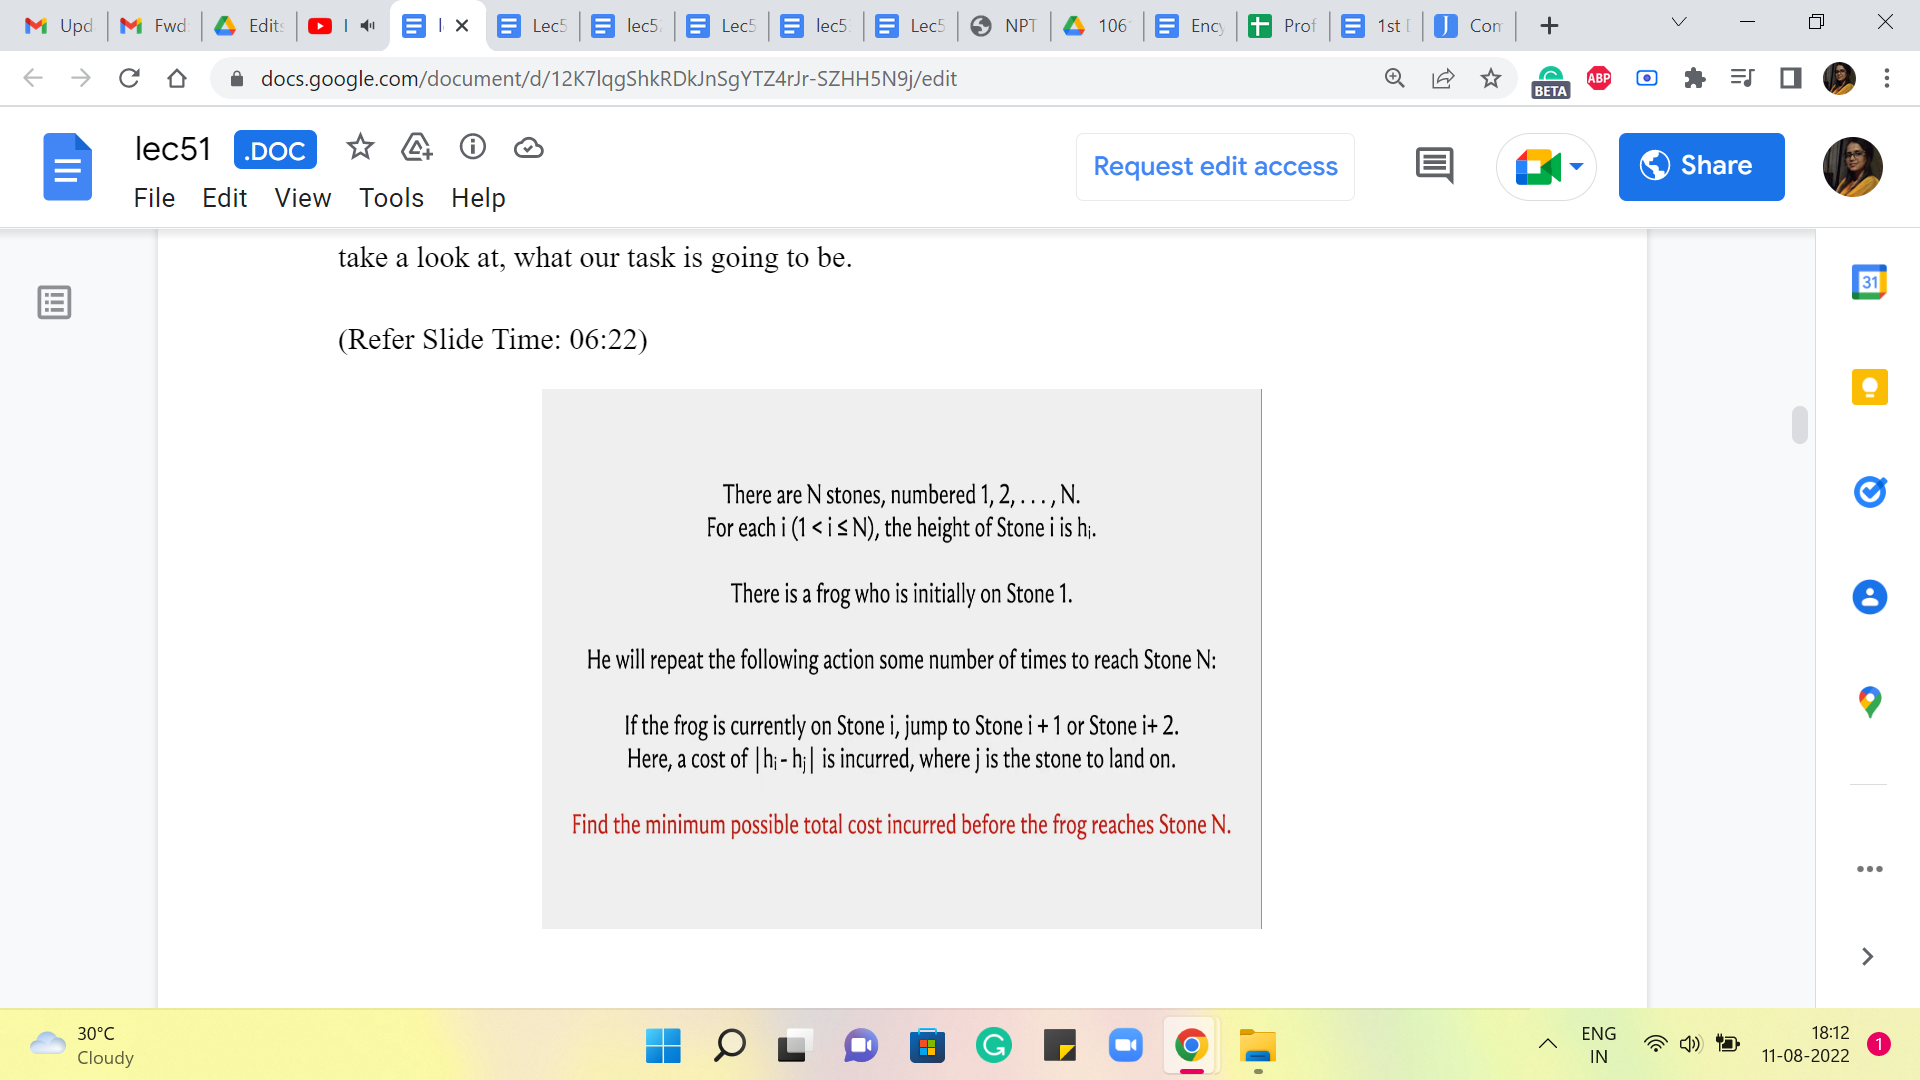 Upd
Fwd
Edits
Lec5
lec5
Lec5
lec5
Lec5
NPT
106
Ency
Prof
1st
Con
docs.google.com/document/d/12K7lqgShkRDkJnSgYTZ4rJr-SZHH5N9j/edit
BETA
ABP
lec51 .DOC
Request edit access
Share
File Edit View Tools Help
take a look at, what our task is going to be.
(Refer Slide Time: 06:22)
31
There are N stones, numbered 1, 2, . . . , N.
For each i (1 < i ≤ N), the height of Stone i is hᵢ.
There is a frog who is initially on Stone 1.
He will repeat the following action some number of times to reach Stone N:
If the frog is currently on Stone i, jump to Stone i + 1 or Stone i+ 2.
Here, a cost of |hᵢ - hⱼ| is incurred, where j is the stone to land on.
Find the minimum possible total cost incurred before the frog reaches Stone N.
30°C
Cloudy
ENG
IN
18:12
11-08-2022
1